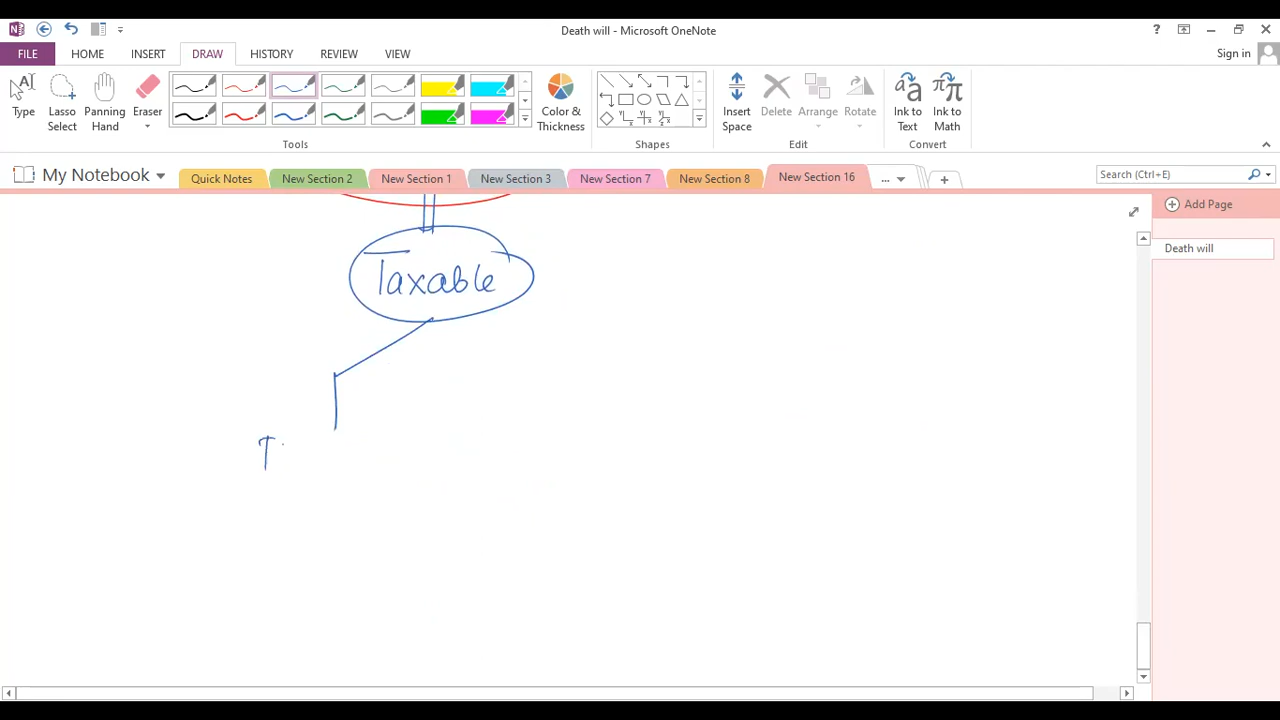 Death will - Microsoft OneNote
?
FILE HOME INSERT DRAW HISTORY REVIEW VIEW
Sign in
Type
Lasso Select
Panning Hand
Eraser
Color & Thickness
Insert Space
Delete
Arrange
Rotate
Ink to Text
Ink to Math
Tools
Shapes
Edit
Convert
My Notebook
Quick Notes
New Section 2
New Section 1
New Section 3
New Section 7
New Section 8
New Section 16
...
Search (Ctrl+E)
Add Page
Death will
Taxable
T